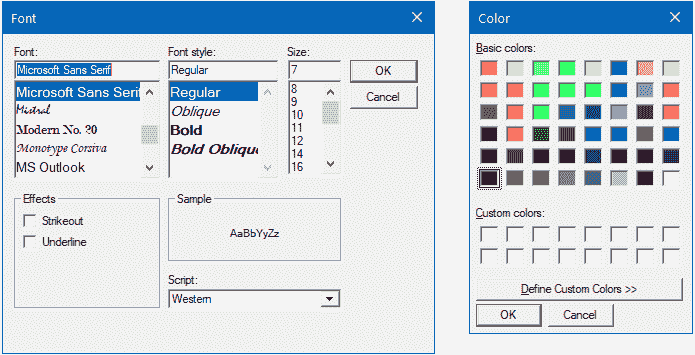 Font
Font:
Microsoft Sans Serif
Microsoft Sans Serif
Mistral
Modern No. 20
Monotype Corsiva
MS Outlook
Font style:
Regular
Regular
Oblique
Bold
Bold Oblique
Size:
7
8
9
10
11
12
14
16
OK
Cancel
Effects
Strikeout
Underline
Sample
AaBbYyZz
Script:
Western
Color
Basic colors:
Custom colors:
Define Custom Colors >>
OK
Cancel